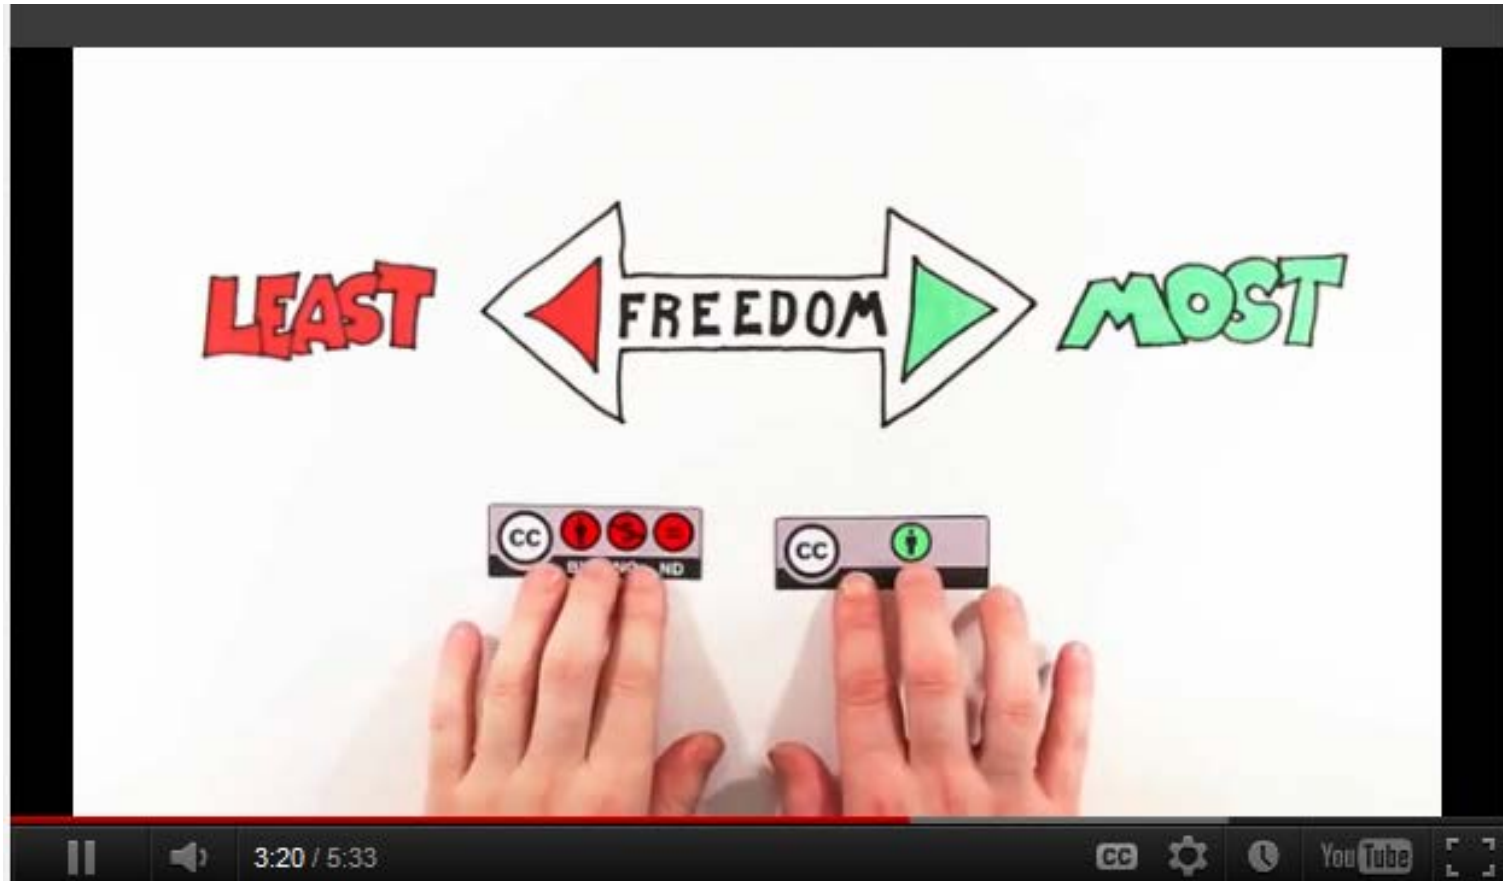 LEAST FREEDOM MOST
CC ND
CC
3:20 / 5:33
CC
YouTube